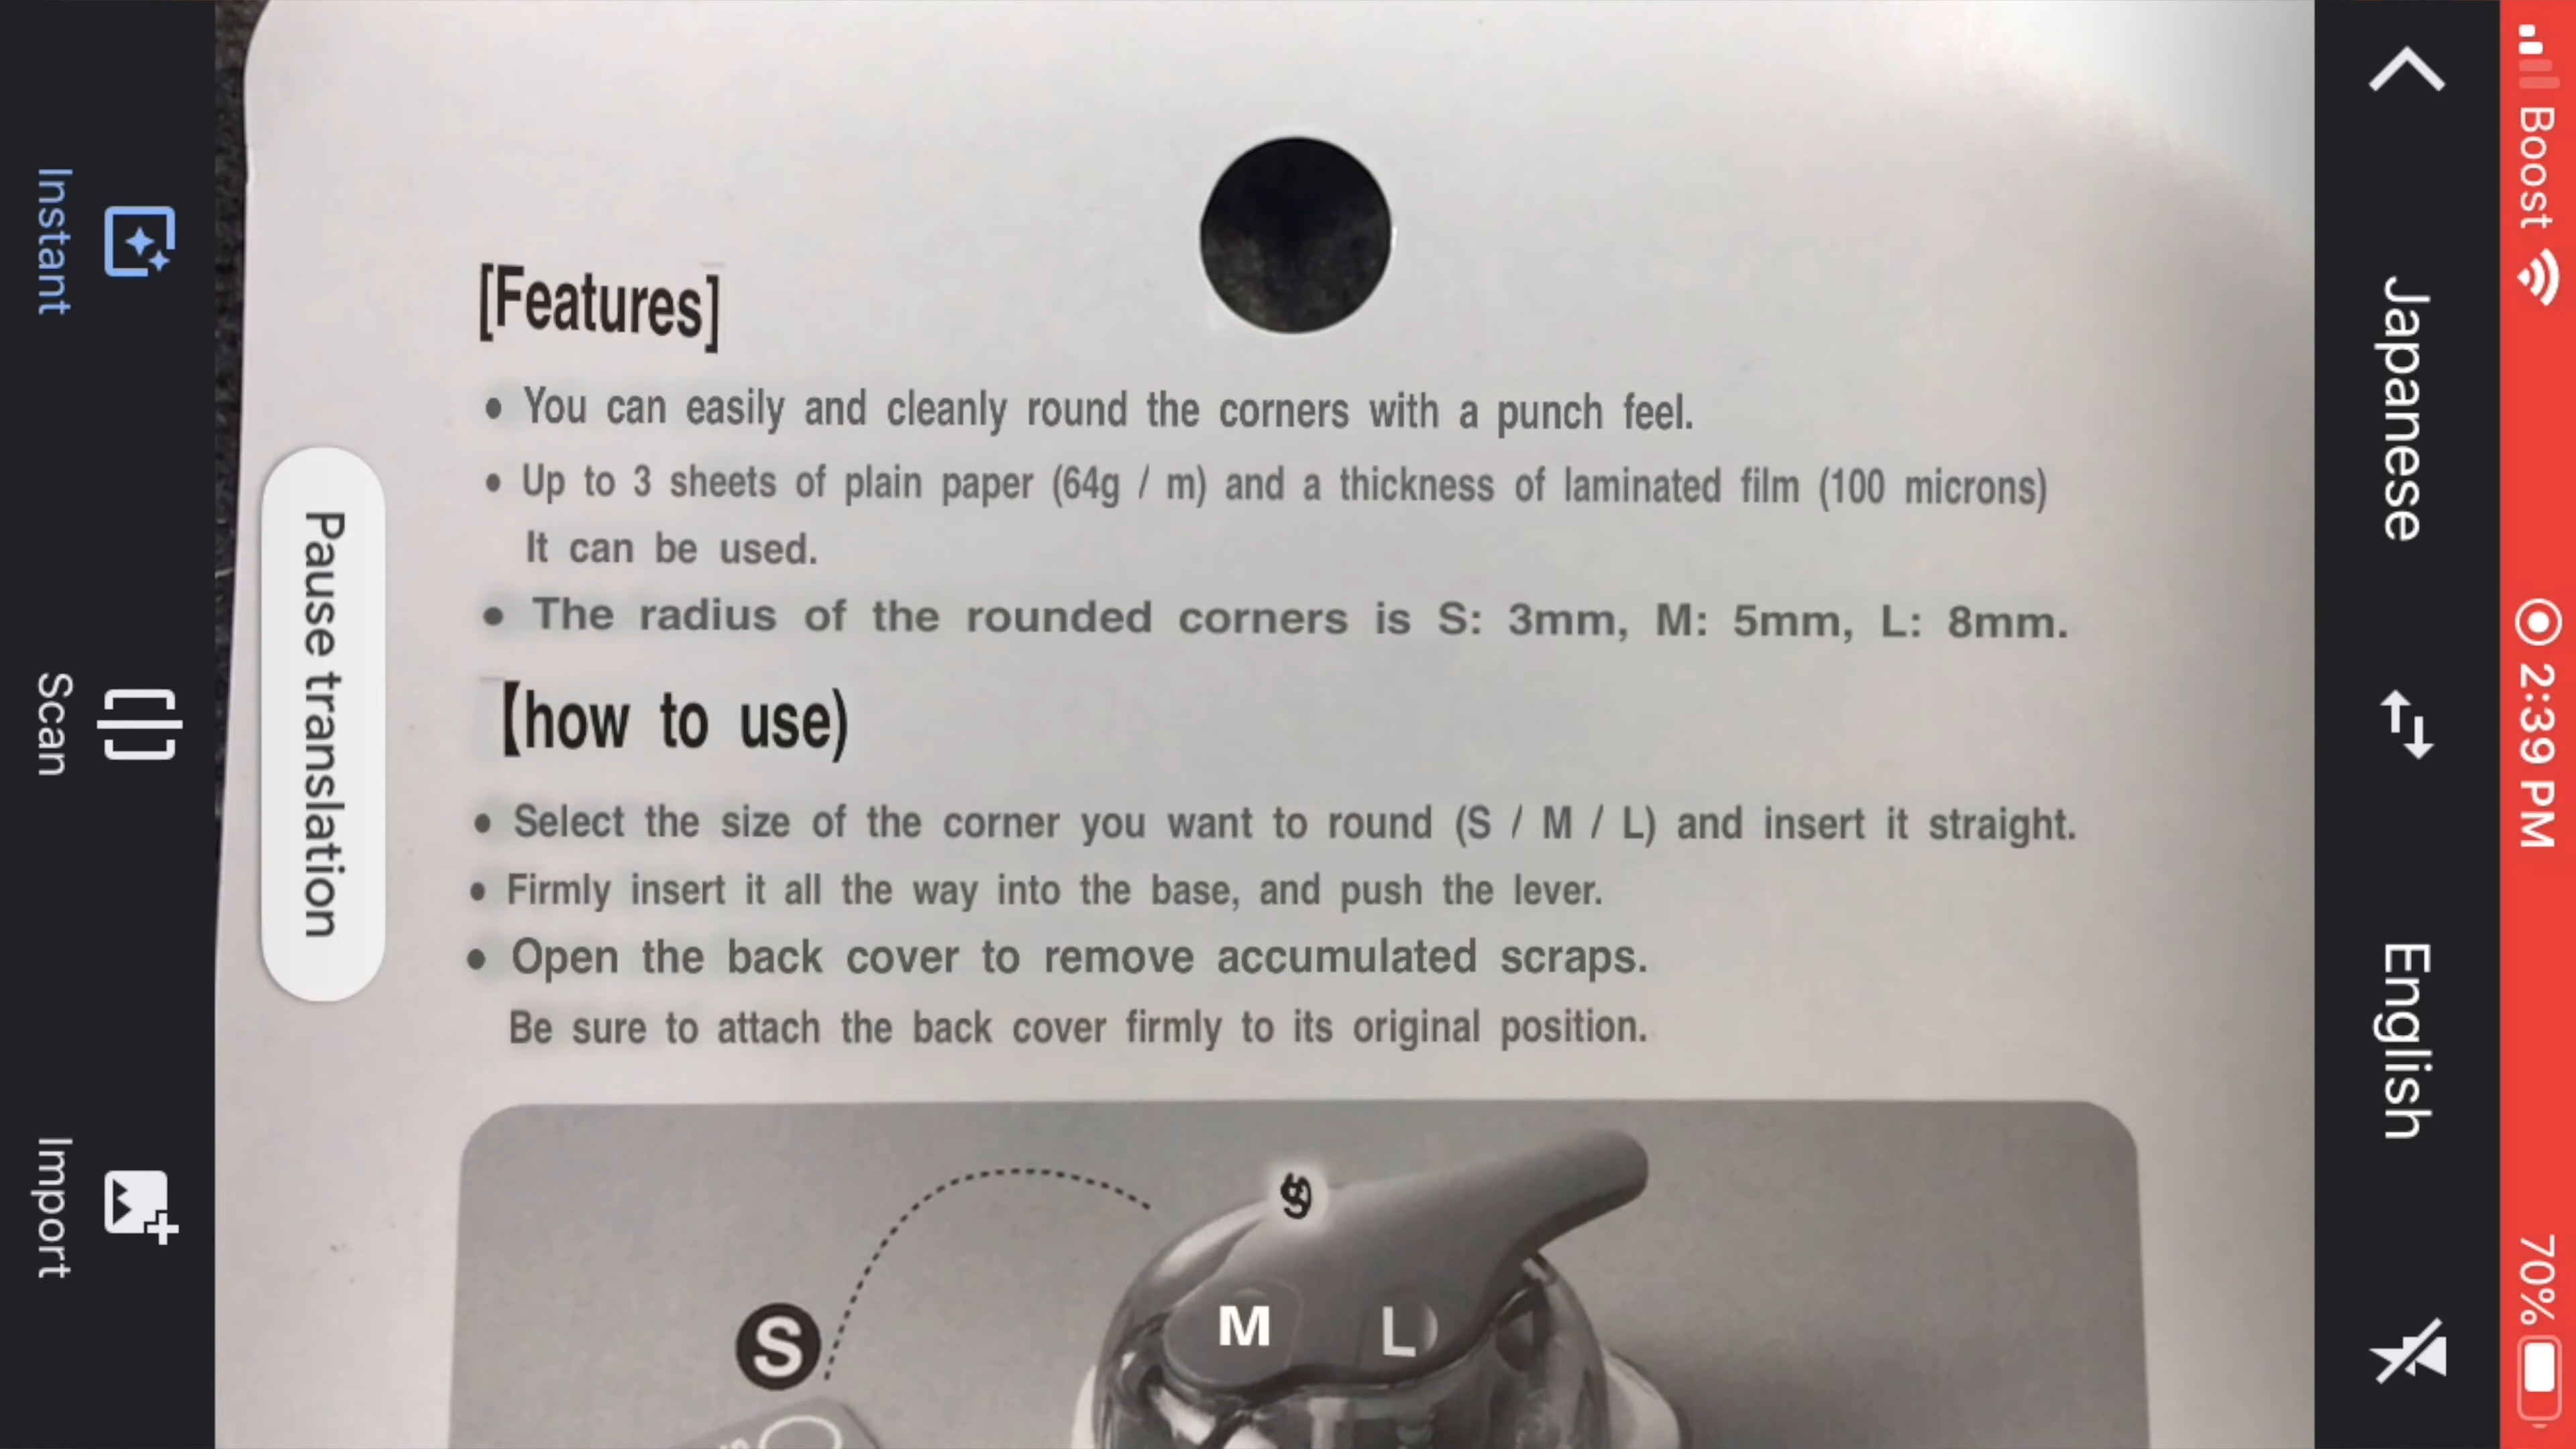 Boost
2:39 PM
70%
Japanese
English
[Features]
• You can easily and cleanly round the corners with a punch feel.
• Up to 3 sheets of plain paper (64g / m) and a thickness of laminated film (100 microns)
It can be used.
• The radius of the rounded corners is S: 3mm, M: 5mm, L: 8mm.
【how to use)
• Select the size of the corner you want to round (S / M / L) and insert it straight.
• Firmly insert it all the way into the base, and push the lever.
• Open the back cover to remove accumulated scraps.
Be sure to attach the back cover firmly to its original position.
S
M L
Pause translation
Instant
Scan
Import